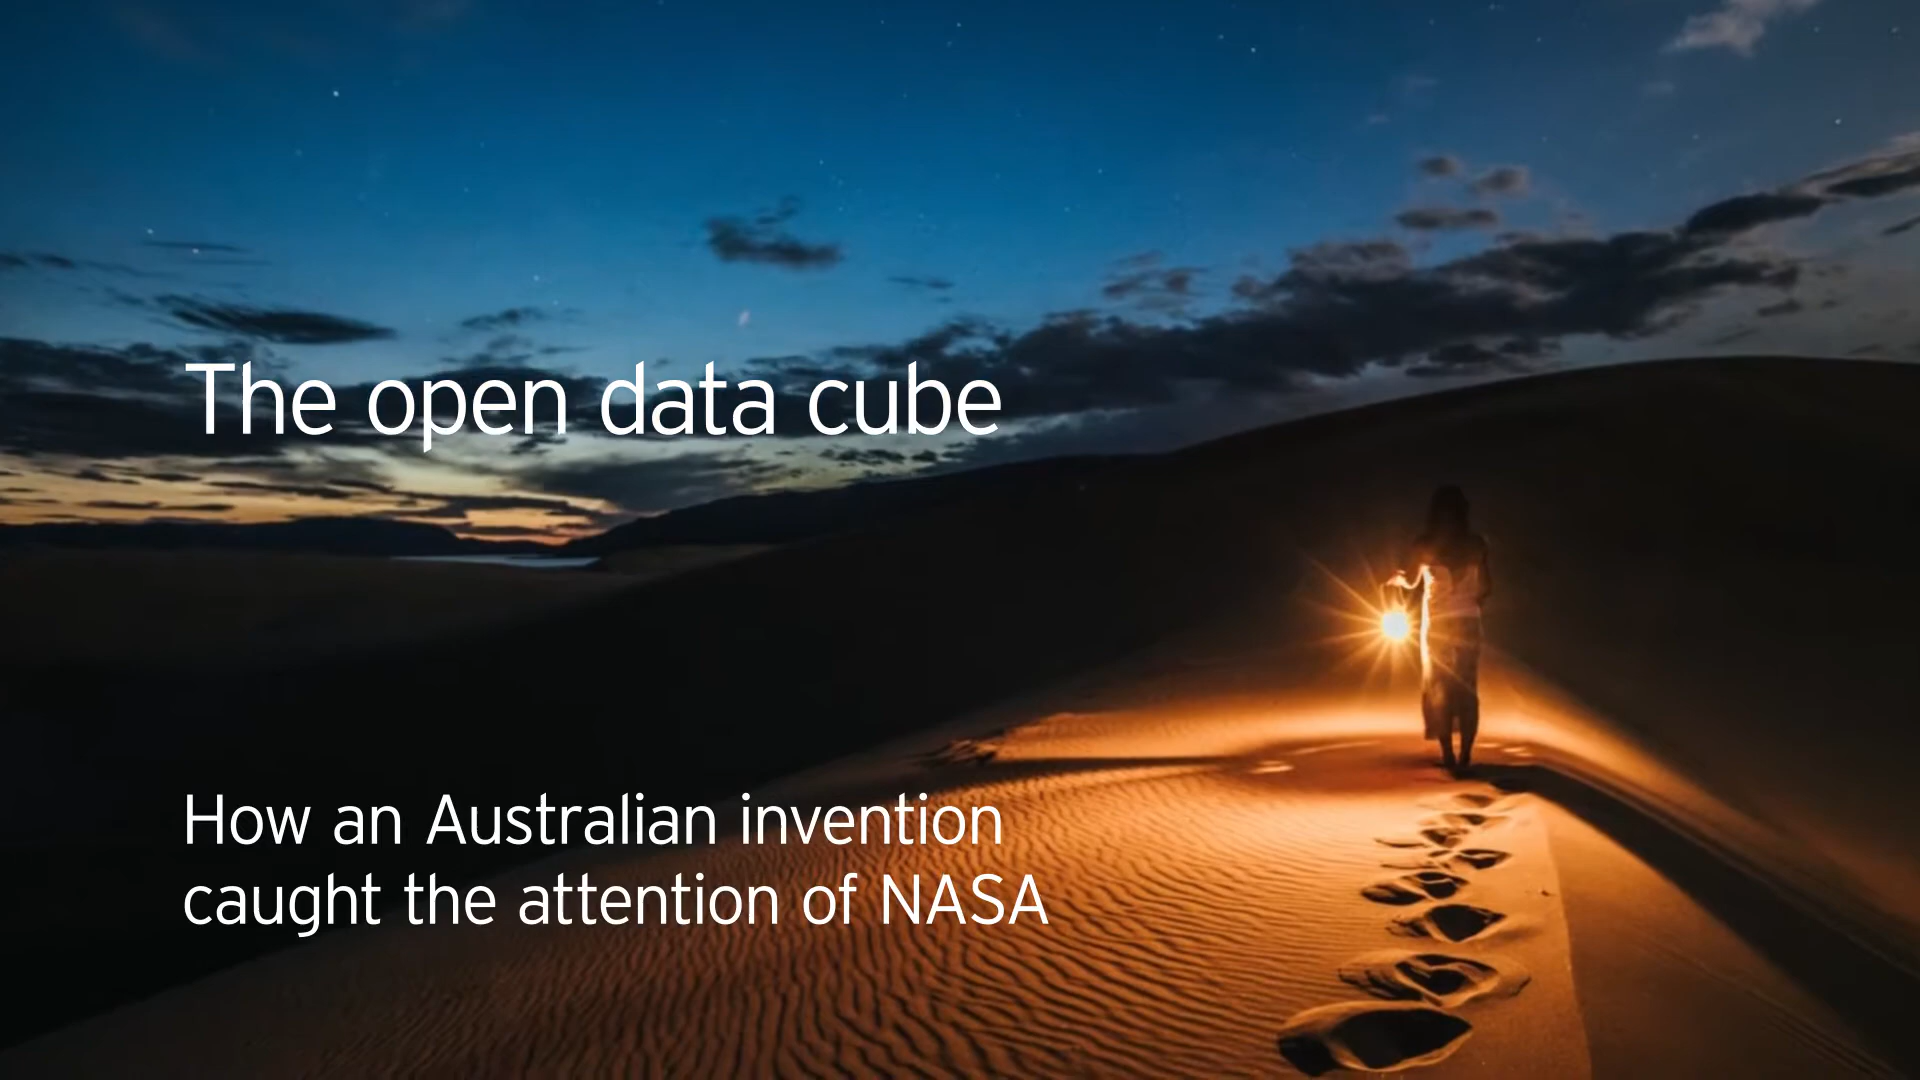 The open data cube
How an Australian invention
caught the attention of NASA